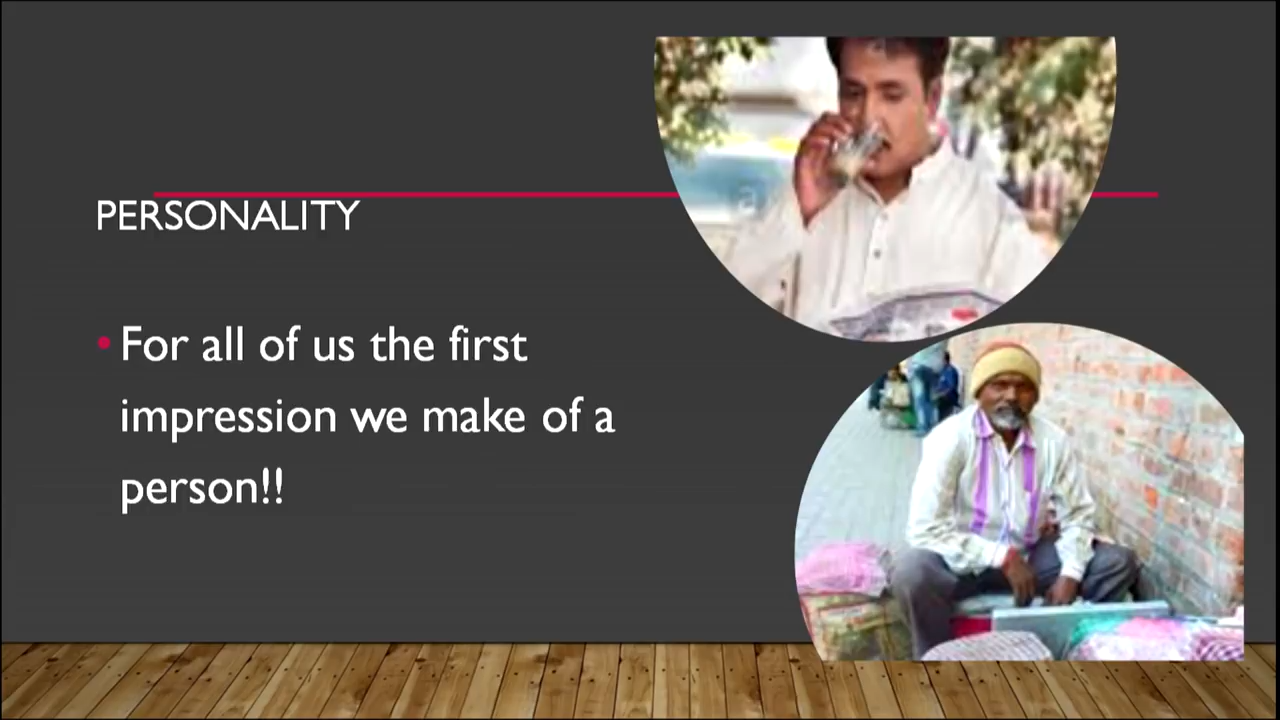 PERSONALITY
• For all of us the first
impression we make of a
person!!